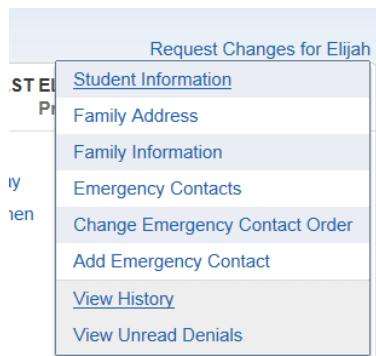 Request Changes for Elijah
Student Information
ST
Family Address
Family Information
Emergency Contacts
Change Emergency Contact Order
Add Emergency Contact
View History
View Unread Denials